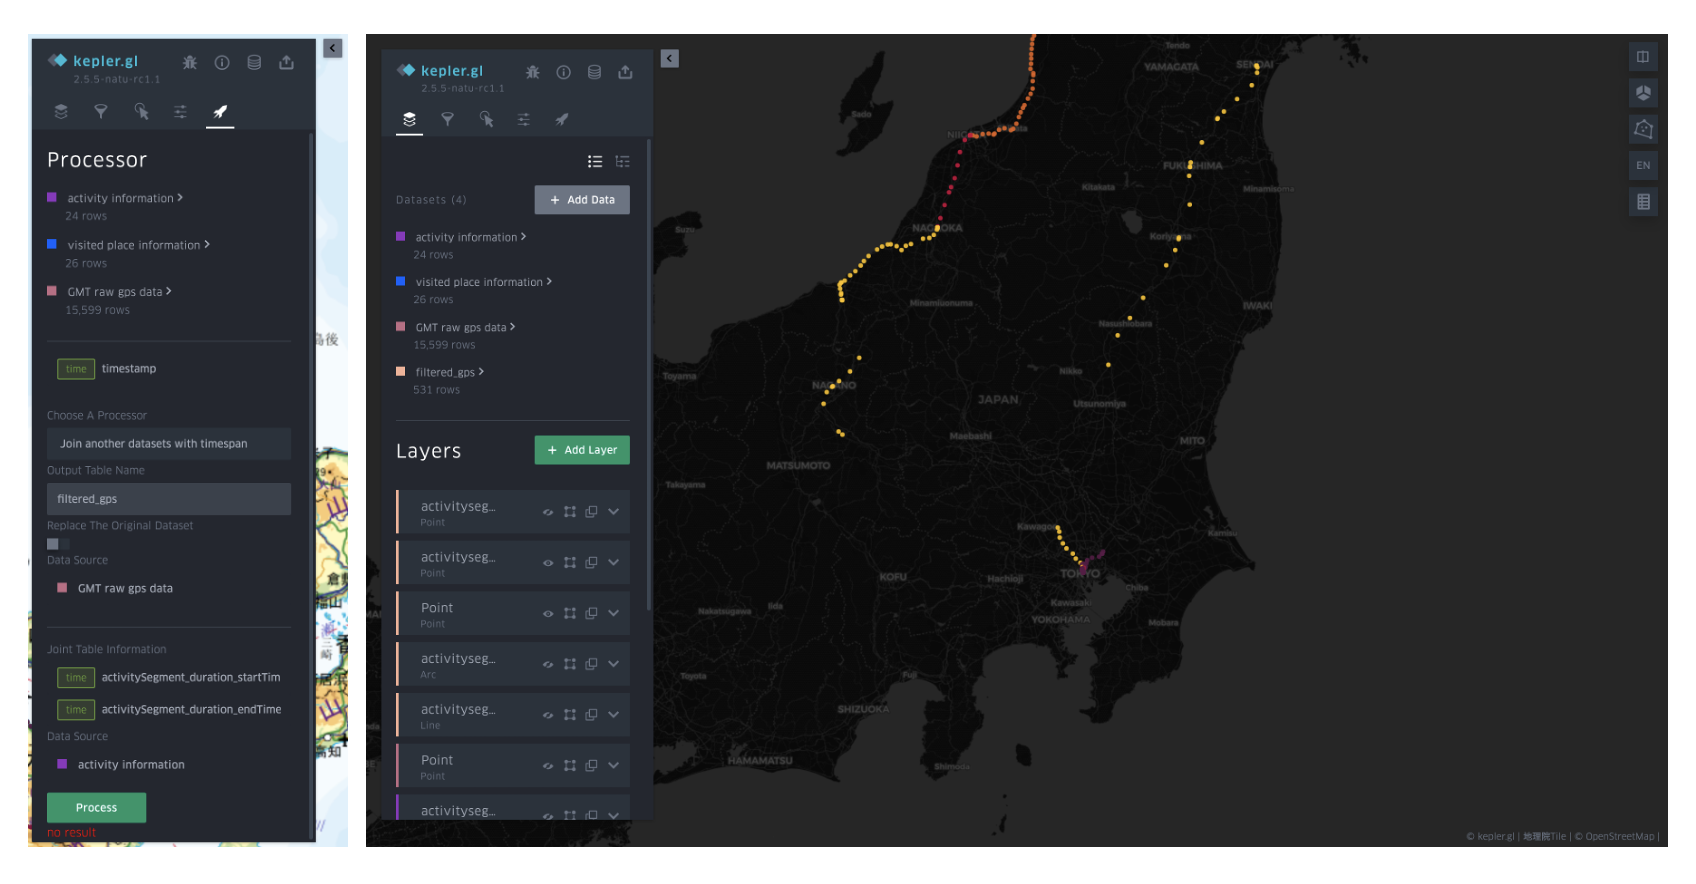 kepler.gl
2.5.5-natu-rc1.1
Processor
activity information
24 rows
visited place information
26 rows
GMT raw gps data
15,599 rows
time timestamp
Choose A Processor
Join another datasets with timespan
Output Table Name
filtered_gps
Replace The Original Dataset
Data Source
GMT raw gps data
Joint Table Information
time activitySegment_duration_startTim
time activitySegment_duration_endTime
Data Source
activity information
Process
no result
島後
高知
kepler.gl
2.5.5-natu-rc1.1
Datasets (4)
+ Add Data
activity information
24 rows
visited place information
26 rows
GMT raw gps data
15,599 rows
filtered_gps
531 rows
Layers
+ Add Layer
activityseg...
Point
activityseg...
Point
Point
Point
activityseg...
Arc
activityseg...
Line
Point
Point
activityseg...
Tendo
YAMAGATA
SENDAI
Sado
FUKUSHIMA
Kitakata
Minamisoma
Suzu
NAGAOKA
Koriyama
Minamiuonuma
IWAKI
Nasushiobara
Nikko
Toyama
NAGANO
JAPAN
Utsunomiya
Maebashi
MITO
MATSUMOTO
Takayama
Kawagoe
Kamisu
KOFU
Hachioji
TOKYO
Chiba
Nakatsugawa
Iida
Kawasaki
YOKOHAMA
Mobara
Toyota
Fuji
SHIZUOKA
HAMAMATSU
Shimoda
EN
© kepler.gl | 地理院Tile | © OpenStreetMap |